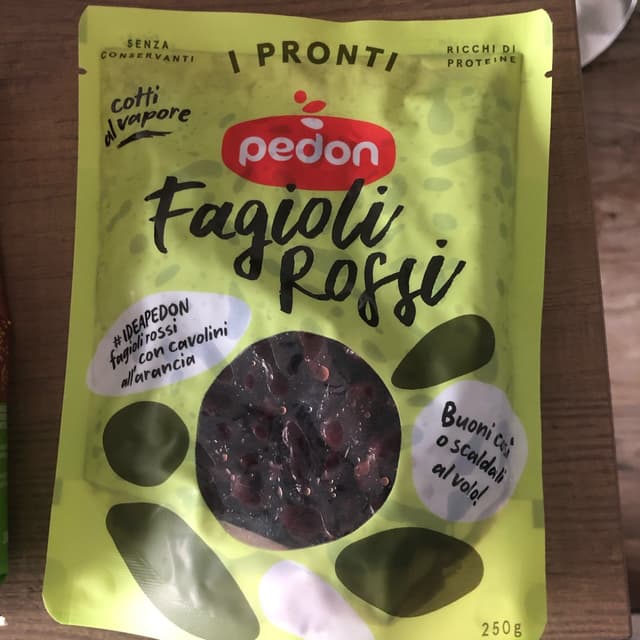 SENZA
CONSERVANTI
I PRONTI
RICCHI DI
PROTEINE
cotti
al vapore
pedon
Fagioli
Rossi
#IDEAPEDON
fagioli rossi
con cavolini
all'arancia
Buoni così
o scaldali
al volo!
250g